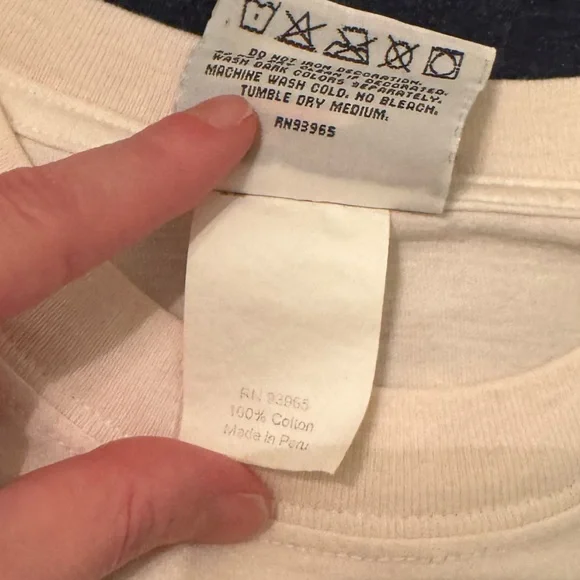 DO NOT IRON DECORATION.
WASH DARK COLORS SEPARATELY.
MACHINE WASH COLD. NO BLEACH.
TUMBLE DRY MEDIUM.
RN93965
RN 93965
100% Cotton
Made in Peru